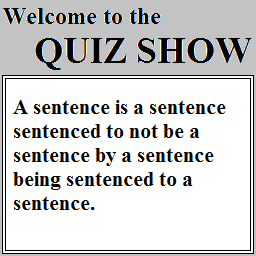 Welcome to the
QUIZ SHOW
A sentence is a sentence
sentenced to not be a
sentence by a sentence
being sentenced to a
sentence.